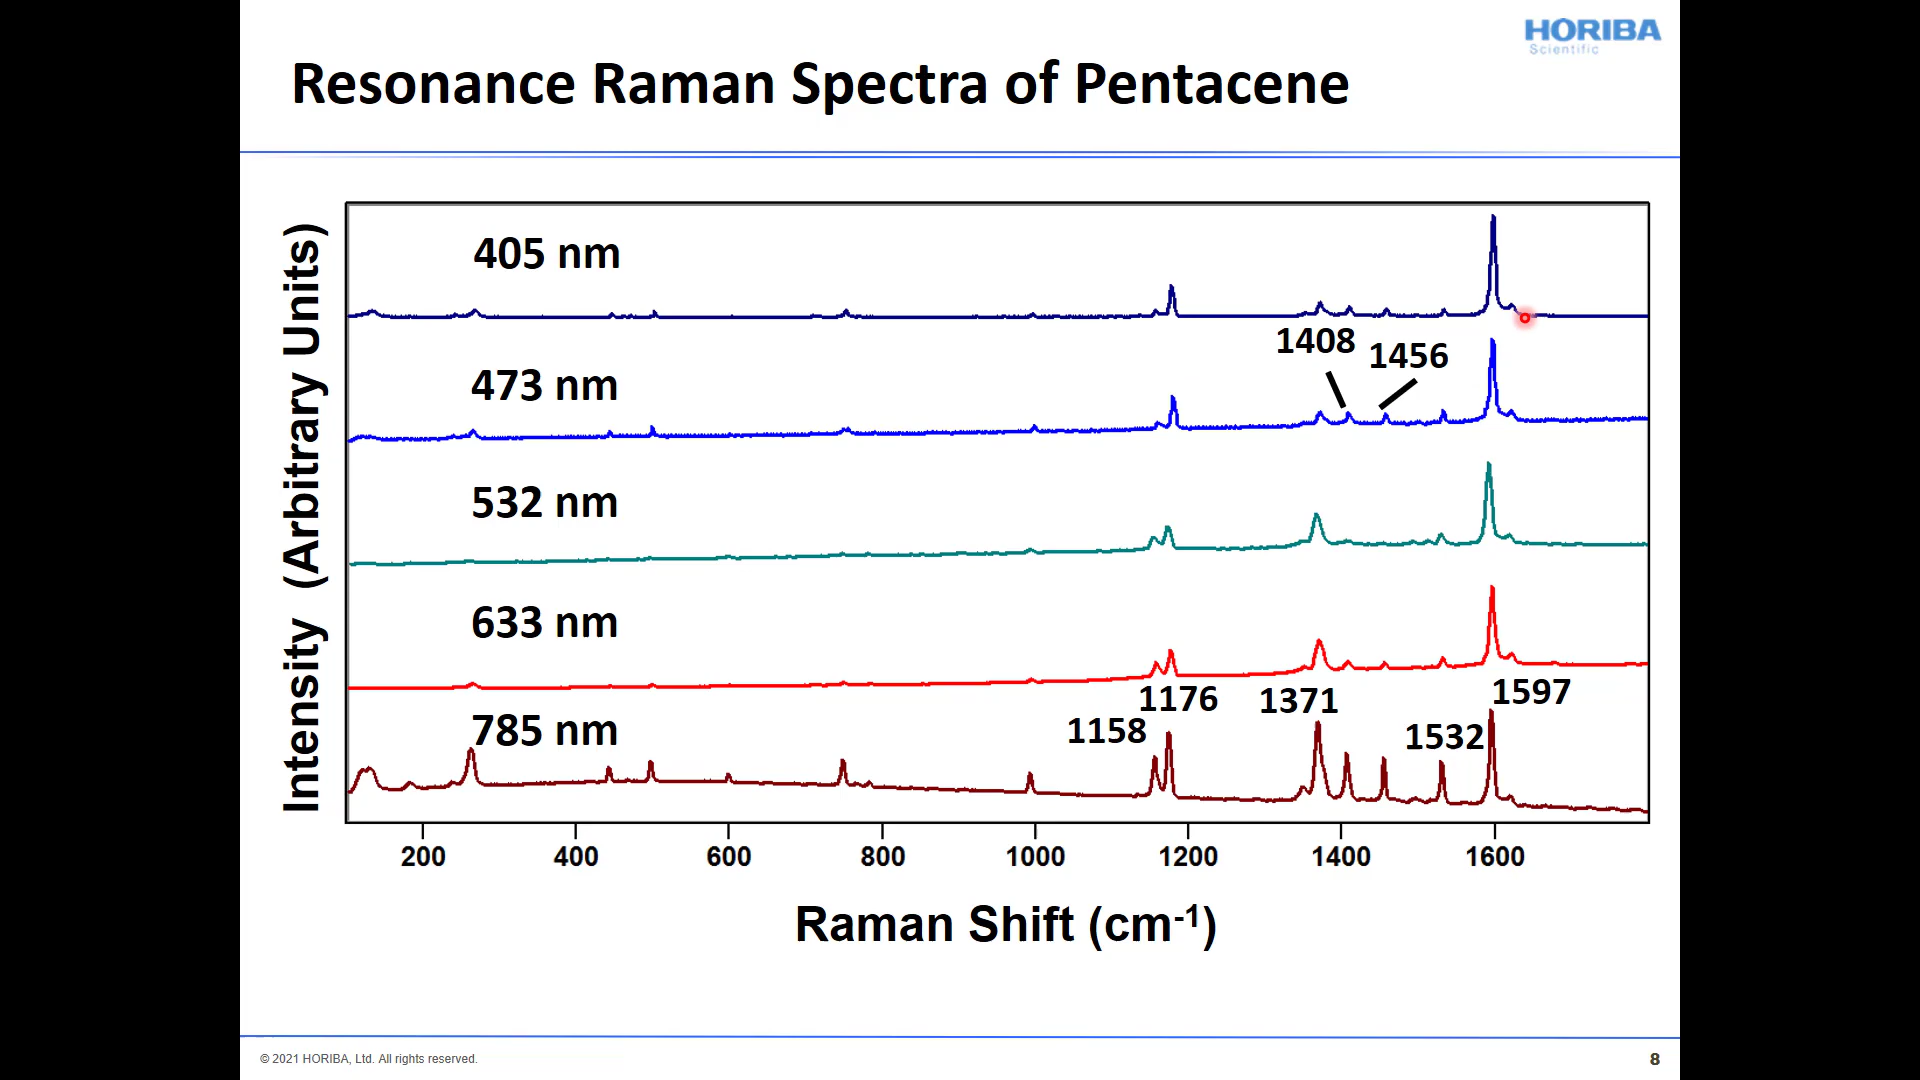 HORIBA
Scientific
Resonance Raman Spectra of Pentacene
Intensity (Arbitrary Units)
405 nm
1408
1456
473 nm
532 nm
633 nm
1597
1176
1371
785 nm
1158
1532
200 400 600 800 1000 1200 1400 1600
Raman Shift (cm-1)
© 2021 HORIBA, Ltd. All rights reserved.
8